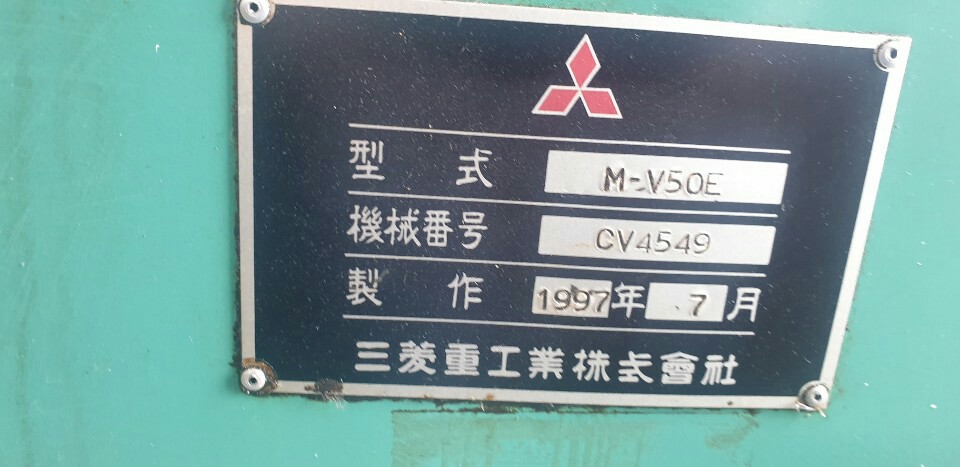 型式 M-V50E
機械番号 CV4549
製作 1997年 7月
三菱重工業株式會社